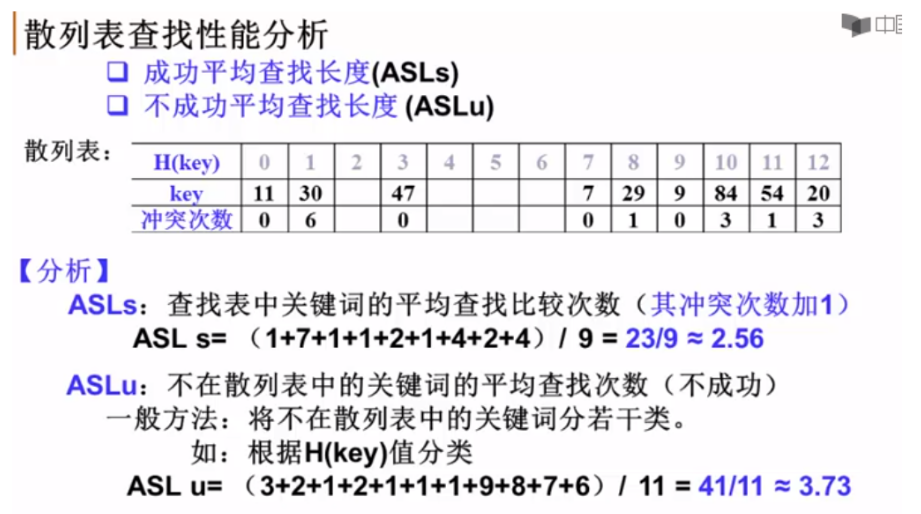 散列表查找性能分析
中国
❑ 成功平均查找长度(ASLs)
❑ 不成功平均查找长度 (ASLu)
散列表：
H(key) 0 1 2 3 4 5 6 7 8 9 10 11 12
key 11 30 47 7 29 9 84 54 20
冲突次数 0 6 0 0 1 0 3 1 3
【分析】
ASLs：查找表中关键词的平均查找比较次数（其冲突次数加1）
ASL s= （1+7+1+1+2+1+4+2+4）/ 9 = 23/9 ≈ 2.56
ASLu：不在散列表中的关键词的平均查找次数（不成功）
一般方法：将不在散列表中的关键词分若干类。
如：根据H(key)值分类
ASL u= （3+2+1+2+1+1+1+9+8+7+6）/ 11 = 41/11 ≈ 3.73